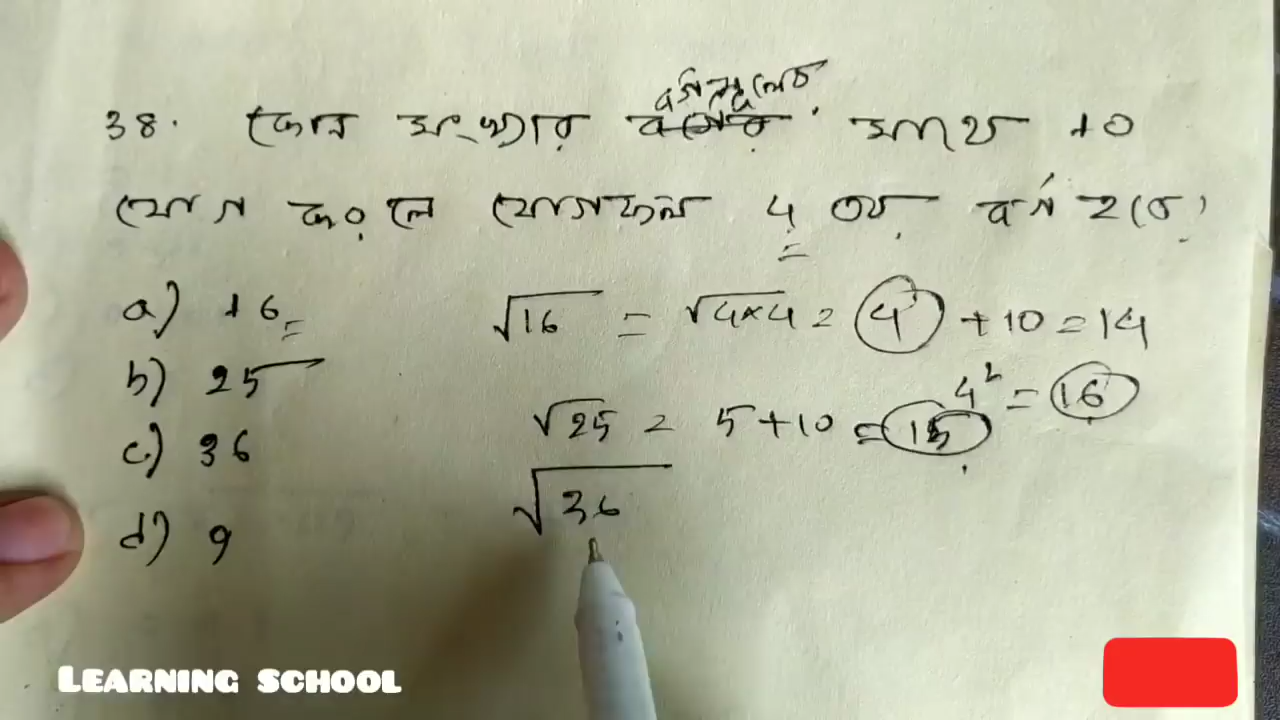 38. কোন সংখ্যার বর্গমূলের সাথে 10
যোগ করলে যোগফল 4 এর বর্গ হবে।
a) 16
b) 25
c) 36
d) 9
√16 = √4×4 = 4 + 10 = 14
4² = 16
√25 = 5 + 10 = 15
√36
LEARNING SCHOOL